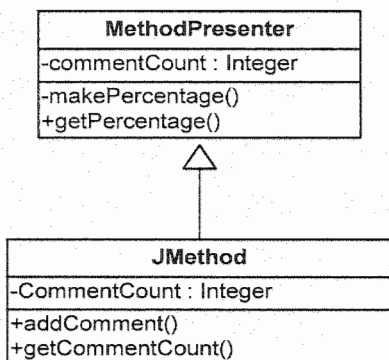 MethodPresenter
-commentCount : Integer
-makePercentage()
+getPercentage()
JMethod
-CommentCount : Integer
+addComment()
+getCommentCount()